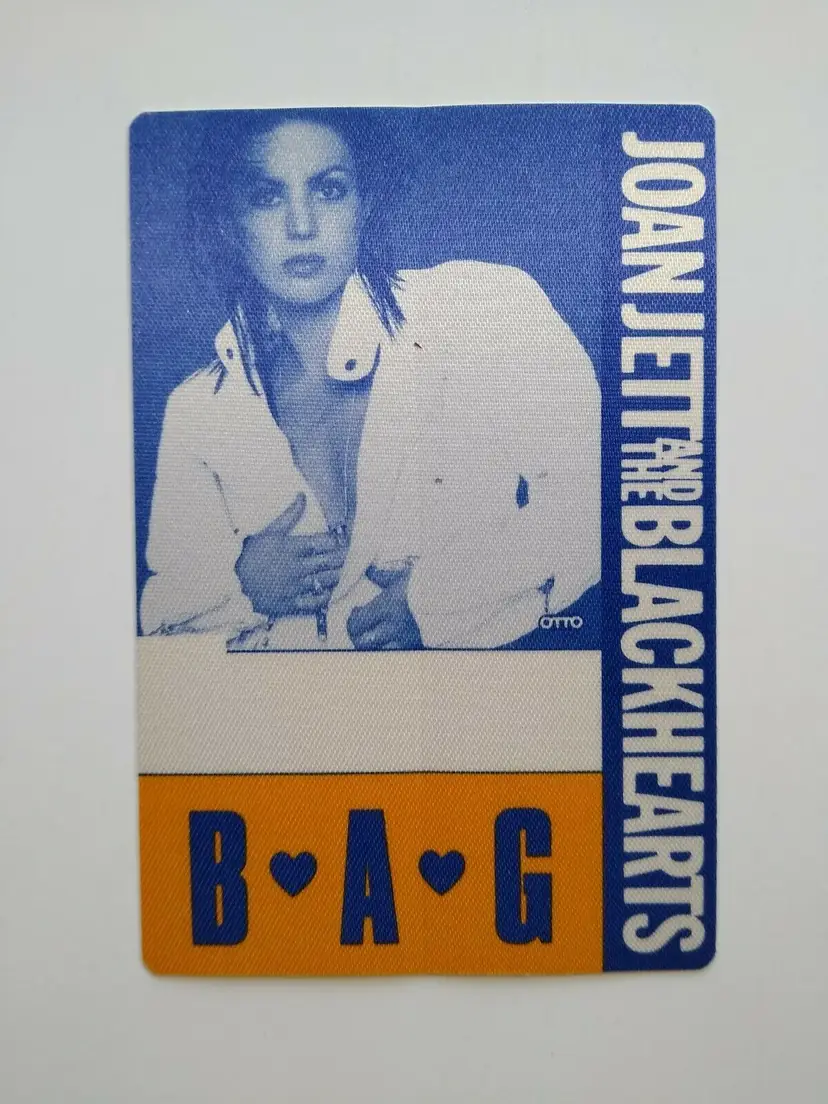 JOAN JETT AND THE BLACKHEARTS
OTTO
B♥A♥G